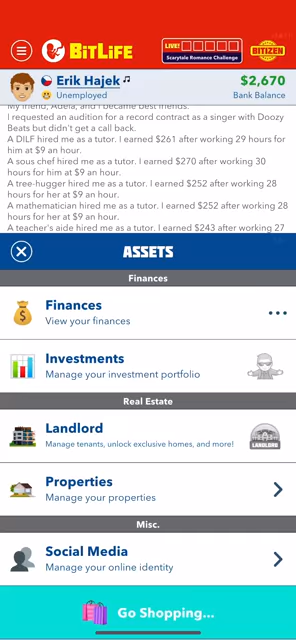 BitLife
LIVE!
Scarytale Romance Challenga
BITIZEN
Erik Hajek
$2,670
Unemployed
Bank Balance
My friend, Adela, and I became best friends.
I requested an audition for a record contract as a singer with Doozy
Beats but didn't get a call back.
A DILF hired me as a tutor. I earned $261 after working 29 hours for
him at $9 an hour.
A sous chef hired me as a tutor. I earned $270 after working 30
hours for him at $9 an hour.
A tree-hugger hired me as a tutor. I earned $252 after working 28
hours for her at $9 an hour.
A mathematician hired me as a tutor. I earned $252 after working 28
hours for her at $9 an hour.
A teacher's aide hired me as a tutor. I earned $243 after working 27
ASSETS
Finances
Finances
View your finances
Investments
Manage your investment portfolio
Real Estate
Landlord
Manage tenants, unlock exclusive homes, and more!
LANDLORD
Properties
Manage your properties
Misc.
Social Media
Manage your online identity
Go Shopping...